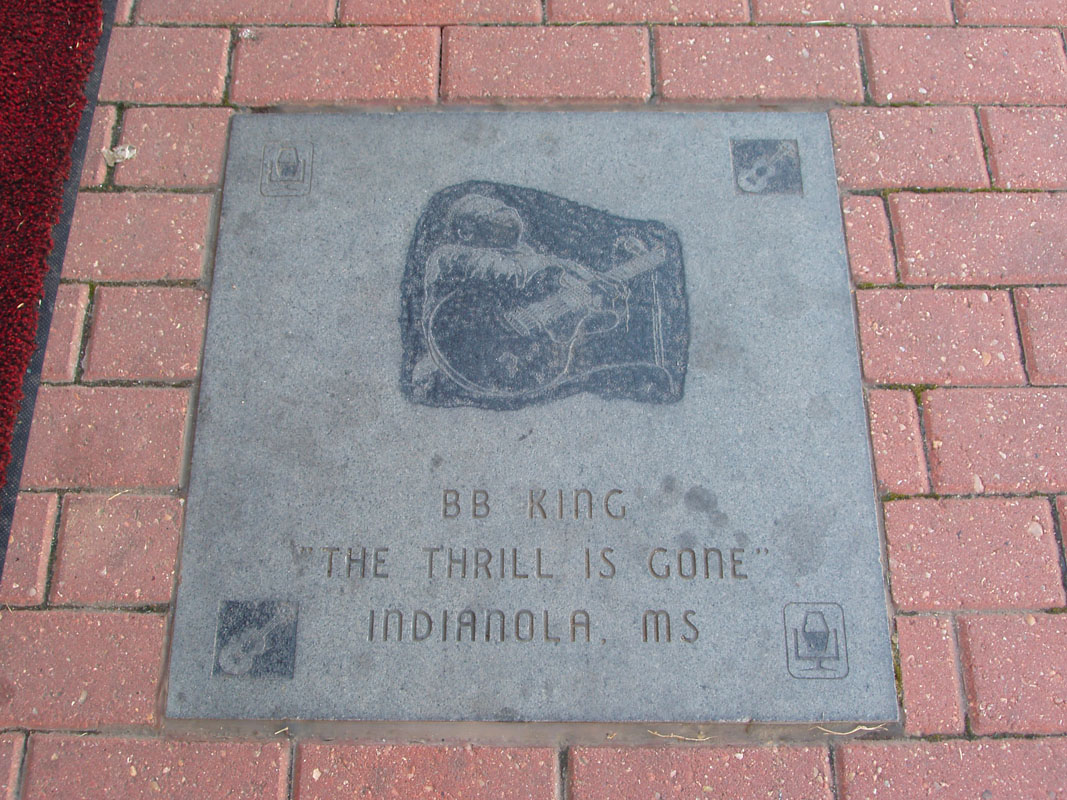 BB KING
"THE THRILL IS GONE"
INDIANOLA, MS